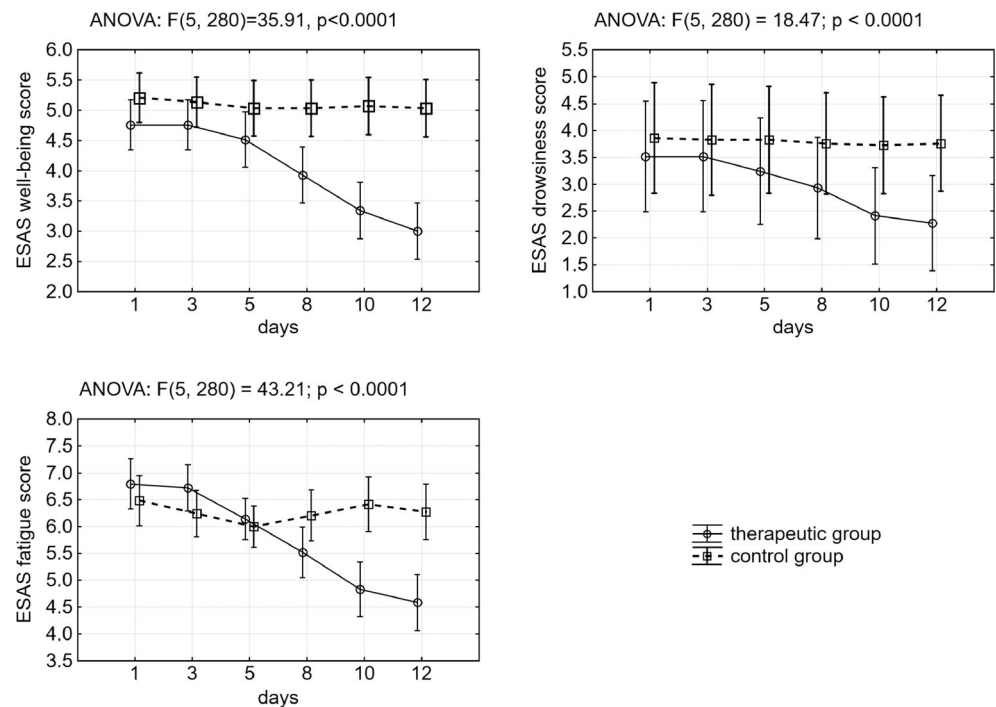 ANOVA: F(5, 280)=35.91, p<0.0001
ESAS well-being score
6.0
5.5
5.0
4.5
4.0
3.5
3.0
2.5
2.0
1 3 5 8 10 12
days
ANOVA: F(5, 280) = 18.47; p < 0.0001
ESAS drowsiness score
5.5
5.0
4.5
4.0
3.5
3.0
2.5
2.0
1.5
1.0
1 3 5 8 10 12
days
ANOVA: F(5, 280) = 43.21; p < 0.0001
ESAS fatigue score
8.0
7.5
7.0
6.5
6.0
5.5
5.0
4.5
4.0
3.5
1 3 5 8 10 12
days
therapeutic group
control group